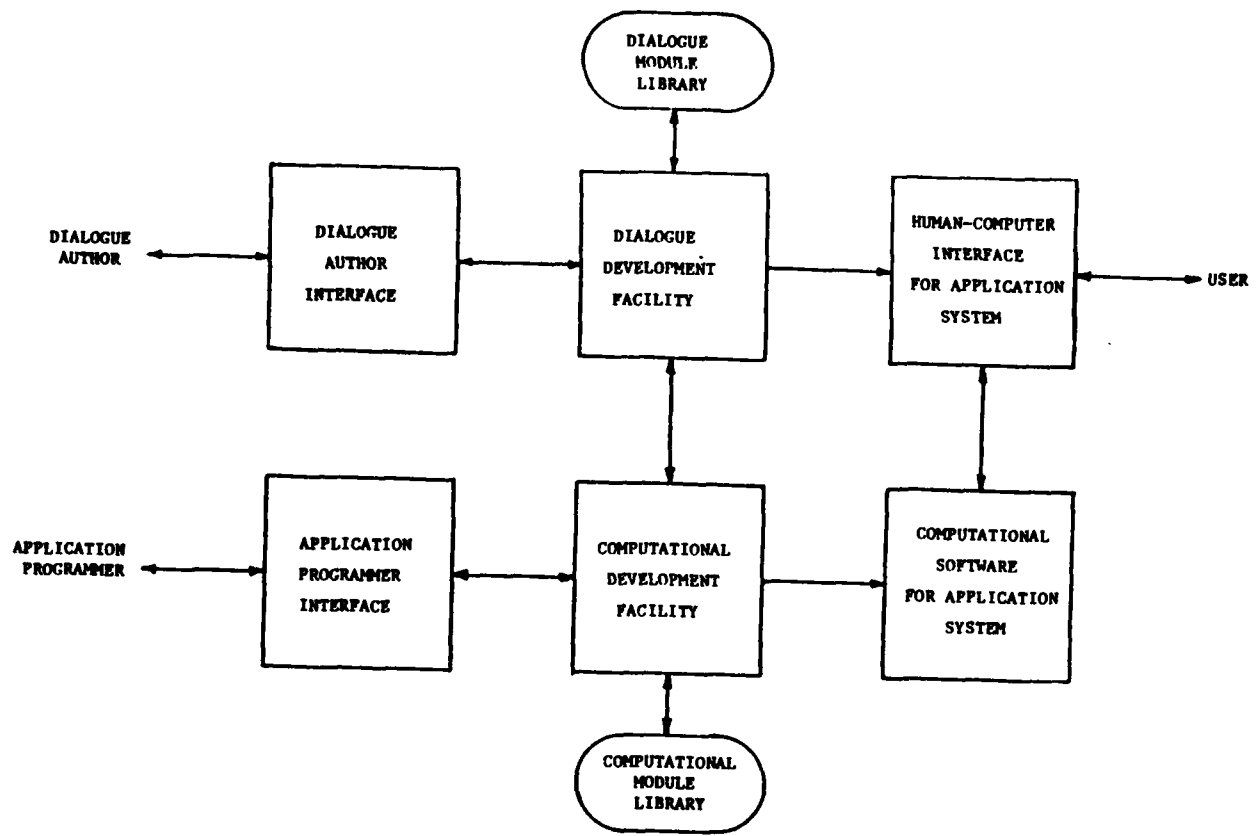 DIALOGUE
MODULE
LIBRARY
DIALOGUE
AUTHOR
DIALOGUE
AUTHOR
INTERFACE
DIALOGUE
DEVELOPMENT
FACILITY
HUMAN-COMPUTER
INTERFACE
FOR APPLICATION
SYSTEM
USER
APPLICATION
PROGRAMMER
APPLICATION
PROGRAMMER
INTERFACE
COMPUTATIONAL
DEVELOPMENT
FACILITY
COMPUTATIONAL
SOFTWARE
FOR APPLICATION
SYSTEM
COMPUTATIONAL
MODULE
LIBRARY